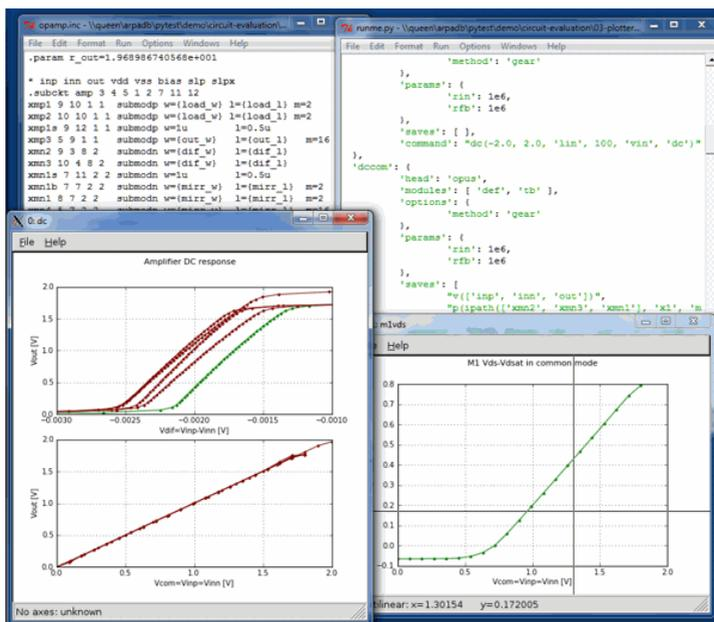 opamp.inc - \\queen\arpadb\pytest\demo\circuit-evaluation\03-p...
File Edit Format Run Options Windows Help
.param r_out=1.968986740568e+001
* inp inn out vdd vss bias slp slpx
.subckt amp 3 4 5 1 2 7 11 12
xmp1 9 10 1 1 submodp w={load_w} l={load_l} m=2
xmp2 10 10 1 1 submodp w={load_w} l={load_l} m=2
xmp1s 9 12 1 1 submodp w=1u l=0.5u
xmp3 5 9 1 1 submodp w={out_w} l={out_l} m=16
xmn2 9 3 8 2 submodn w={dif_w} l={dif_l}
xmn3 10 4 8 2 submodn w={dif_w} l={dif_l}
xmn1s 7 11 2 2 submodn w=1u l=0.5u
xmn1b 7 7 2 2 submodn w={mirr_w} l={mirr_l} m=2
xmn1 8 7 2 2 submodn w={mirr_w} l={mirr_l} m=2
runme.py - \\queen\arpadb\pytest\demo\circuit-evaluation\03-plotter...
File Edit Format Run Options Windows Help
'method': 'gear'
},
'params': {
'rin': 1e6,
'rfb': 1e6
},
'saves': [ ],
'command': "dc(-2.0, 2.0, 'lin', 100, 'vin', 'dc')"
},
'dccom': {
'head': 'opus',
'modules': [ 'def', 'tb' ],
'options': {
'method': 'gear'
},
'params': {
'rin': 1e6,
'rfb': 1e6
},
'saves': [
"v(['inp', 'inn', 'out'])",
"p(ipath(['xmn2', 'xmn3', 'xmn1'], 'x1', 'm
0: dc
File Help
Amplifier DC response
2.0
1.5
1.0
0.5
0.0
Vout [V]
−0.0030 −0.0025 −0.0020 −0.0015 −0.0010
Vdif=Vinp-Vinn [V]
2.0
1.5
1.0
0.5
0.0
Vout [V]
0.0 0.5 1.0 1.5 2.0
Vcom=Vinp=Vinn [V]
No axes: unknown
m1vds
Help
M1 Vds-Vdsat in common mode
0.8
0.7
0.6
0.5
0.4
0.3
0.2
0.1
0.0
−0.1
0.0 0.5 1.0 1.5 2.0
Vcom=Vinp=Vinn [V]
tilinear: x=1.30154 y=0.172005